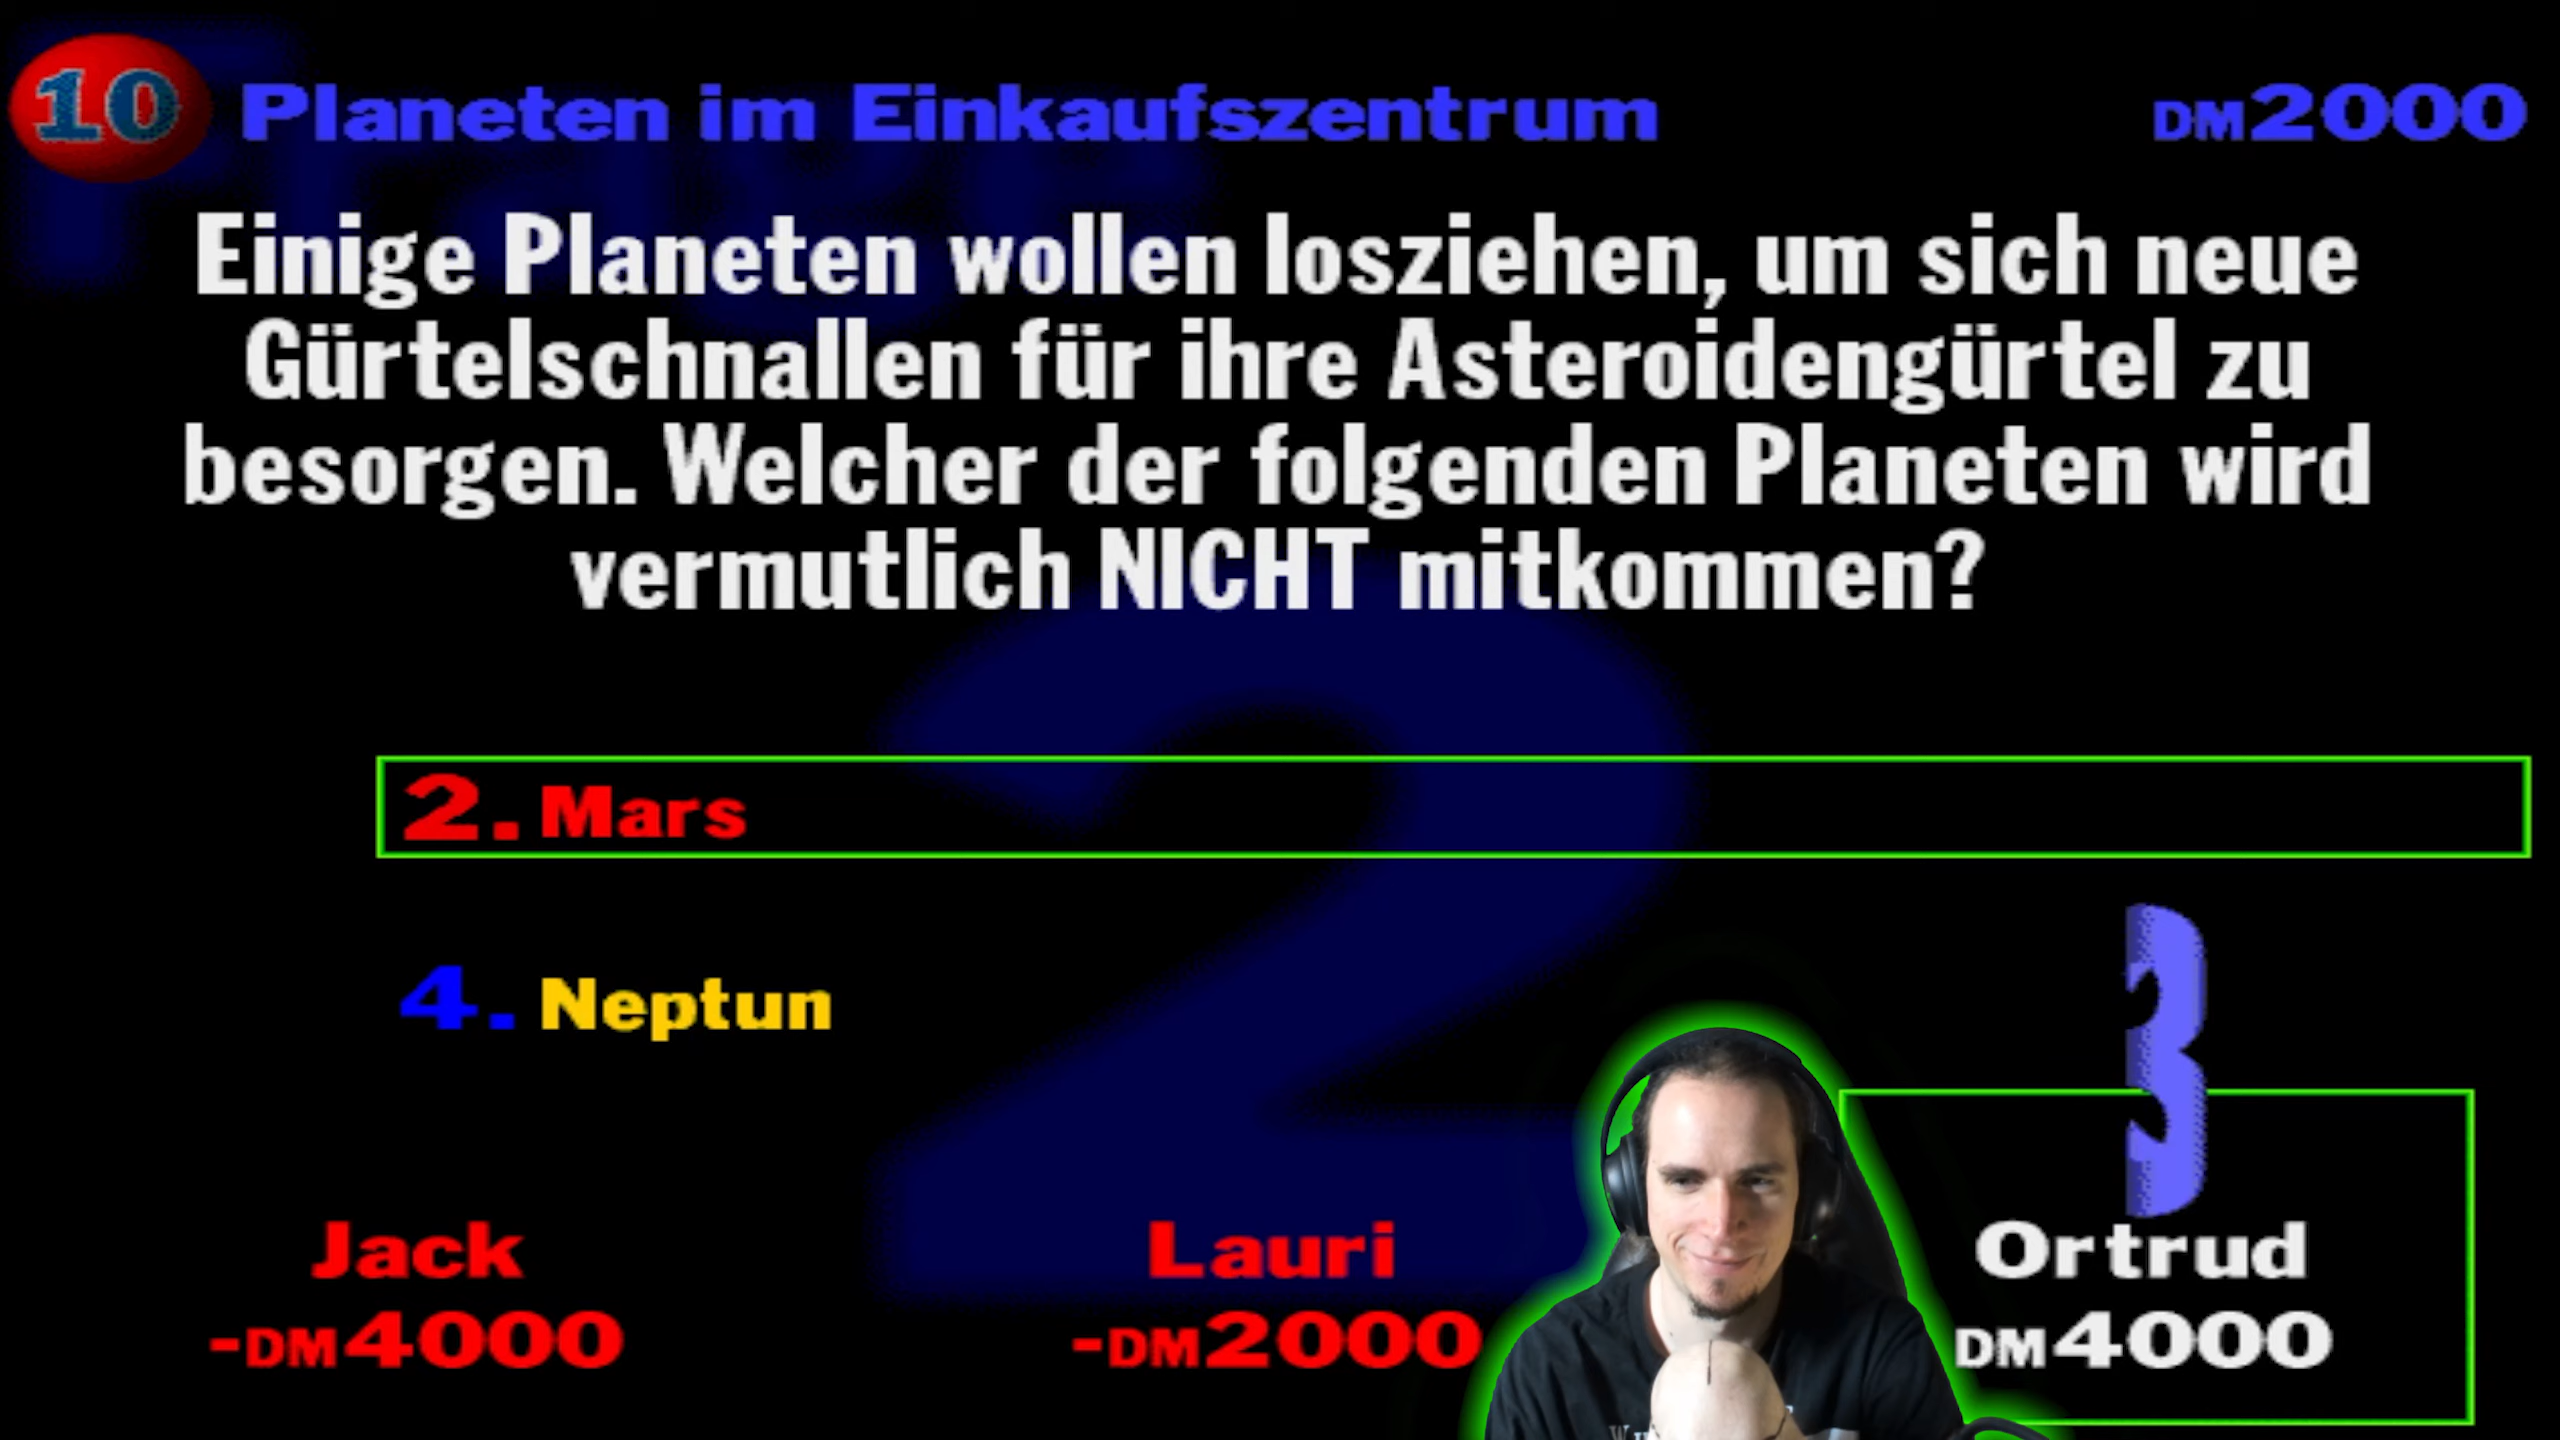 10 Planeten im Einkaufszentrum DM2000
Einige Planeten wollen losziehen, um sich neue
Gürtelschnallen für ihre Asteroidengürtel zu
besorgen. Welcher der folgenden Planeten wird
vermutlich NICHT mitkommen?
2. Mars
4. Neptun
3
2
Jack
-DM4000
Lauri
-DM2000
Ortrud
DM4000